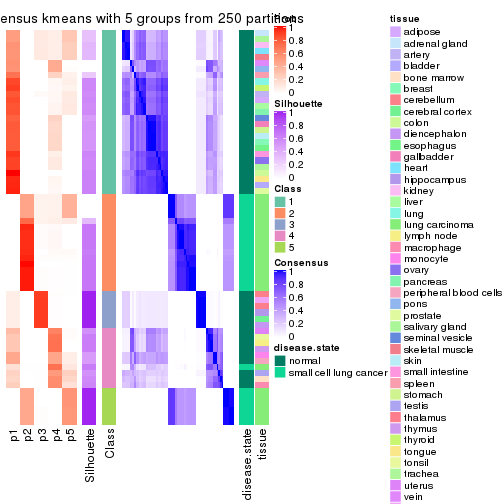 ensus kmeans with 5 groups from 250 partitions
1
0.8
0.6
0.4
0.2
0
Silhouette
1
0.8
0.6
0.4
0.2
0
Class
1
2
3
4
5
Consensus
1
0.8
0.6
0.4
0.2
0
disease.state
normal
small cell lung cancer
tissue
adipose
adrenal gland
artery
bladder
bone marrow
breast
cerebellum
cerebral cortex
colon
diencephalon
esophagus
gallbadder
heart
hippocampus
kidney
liver
lung
lung carcinoma
lymph node
macrophage
monocyte
ovary
pancreas
peripheral blood cells
pons
prostate
salivary gland
seminal vesicle
skeletal muscle
skin
small intestine
spleen
stomach
testis
thalamus
thymus
thyroid
tongue
tonsil
trachea
uterus
vein
p1
p2
p3
p4
p5
Silhouette
Class
disease.state
tissue